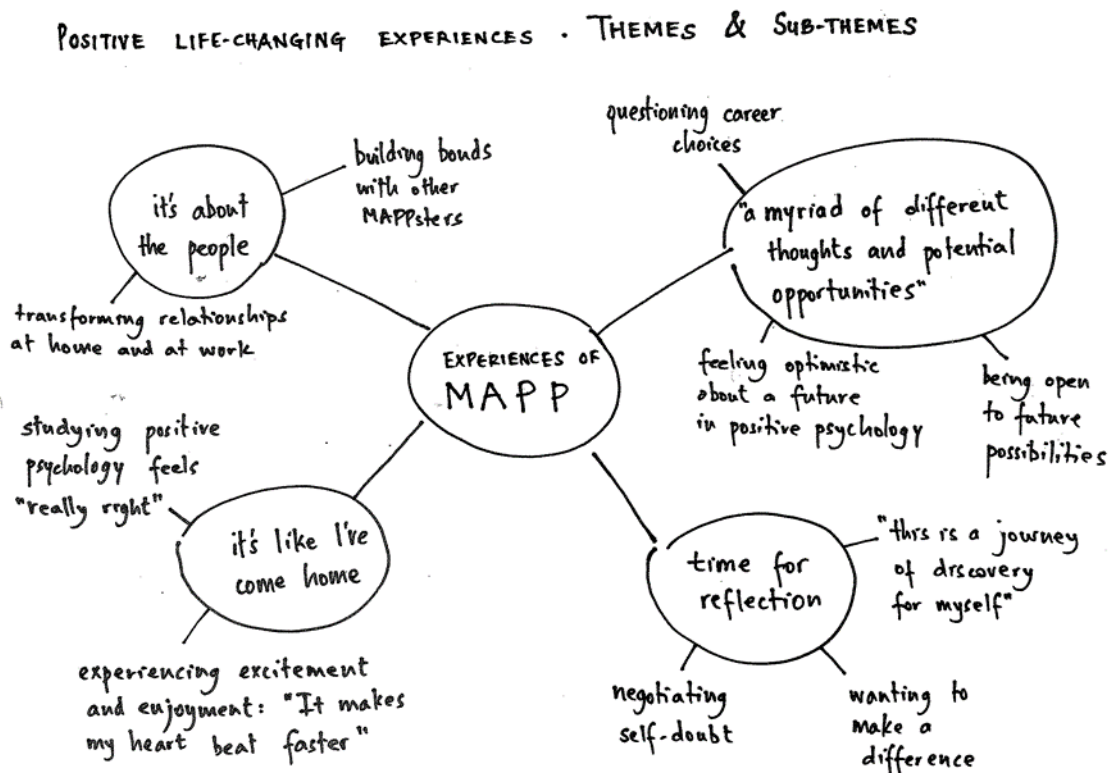 POSITIVE LIFE-CHANGING EXPERIENCES . THEMES & SUB-THEMES
it's about
the people
building bonds
with other
MAPPsters
transforming relationships
at home and at work
questioning career
choices
"a myriad of different
thoughts and potential
opportunities"
feeling optimistic
about a future
in positive psychology
being open
to future
possibilities
EXPERIENCES OF
MAPP
studying positive
psychology feels
"really right"
it's like I've
come home
experiencing excitement
and enjoyment: "It makes
my heart beat faster"
time for
reflection
"this is a journey
of discovery
for myself"
negotiating
self-doubt
wanting to
make a
difference